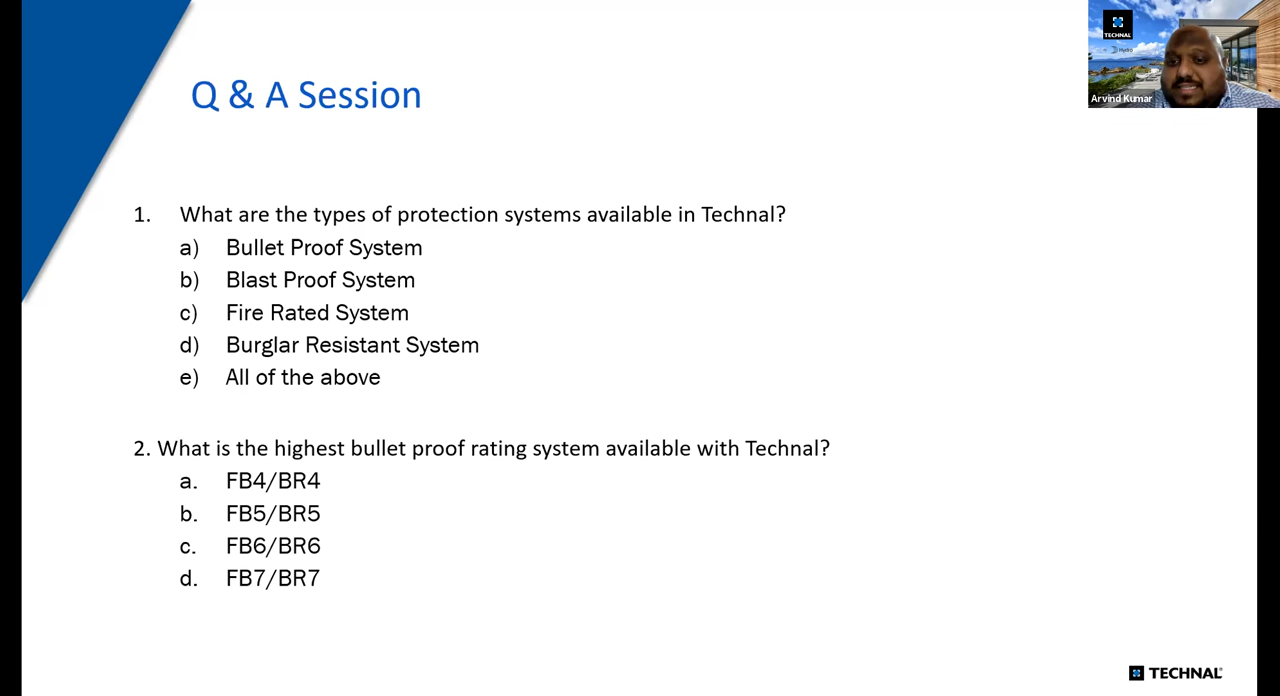 TECHNAL
Hydro
Arvind Kumar
Q & A Session
1. What are the types of protection systems available in Technal?
a) Bullet Proof System
b) Blast Proof System
c) Fire Rated System
d) Burglar Resistant System
e) All of the above
2. What is the highest bullet proof rating system available with Technal?
a. FB4/BR4
b. FB5/BR5
c. FB6/BR6
d. FB7/BR7
TECHNAL